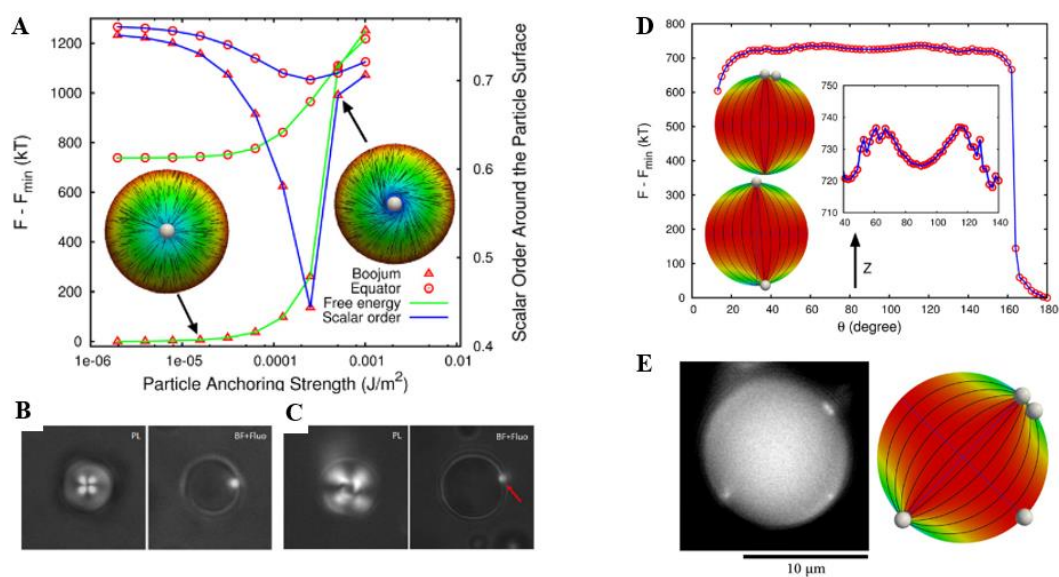 A
F - Fmin (kT)
1200
1000
800
600
400
200
0
1e-06
1e-05
0.0001
0.001
0.01
Particle Anchoring Strength (J/m²)
0.7
0.6
0.5
0.4
Scalar Order Around the Particle Surface
Boojum
Equator
Free energy
Scalar order
B
PL
BF+Fluo
C
PL
BF+Fluo
D
F - Fmin (kT)
800
700
600
500
400
300
200
100
0
0 20 40 60 80 100 120 140 160 180
θ (degree)
Z
750
740
730
720
710
40 60 80 100 120 140
E
10 μm